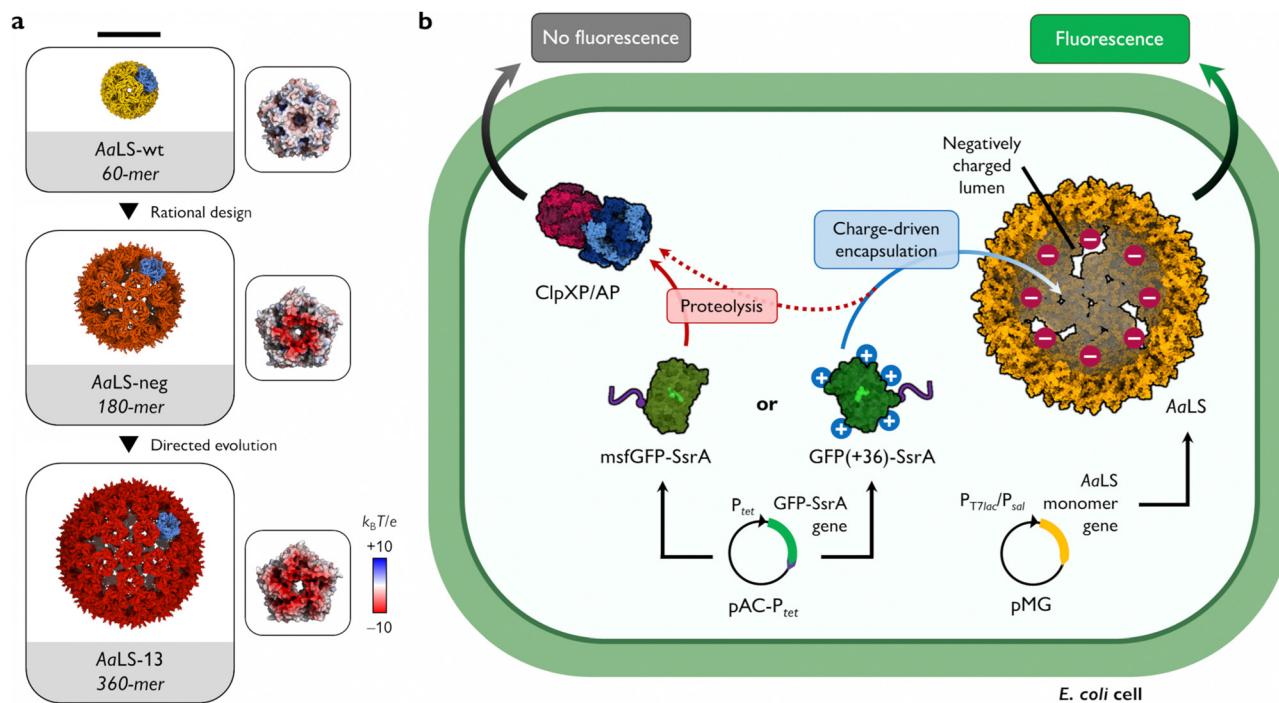 a
AaLS-wt
60-mer
Rational design
AaLS-neg
180-mer
Directed evolution
AaLS-13
360-mer
kBT/e
+10
−10
b
No fluorescence
Fluorescence
Negatively
charged
lumen
Charge-driven
encapsulation
ClpXP/AP
Proteolysis
or
msfGFP-SsrA
GFP(+36)-SsrA
AaLS
Ptet
GFP-SsrA
gene
pAC-Ptet
PT7lac/Psal
AaLS
monomer
gene
pMG
E. coli cell